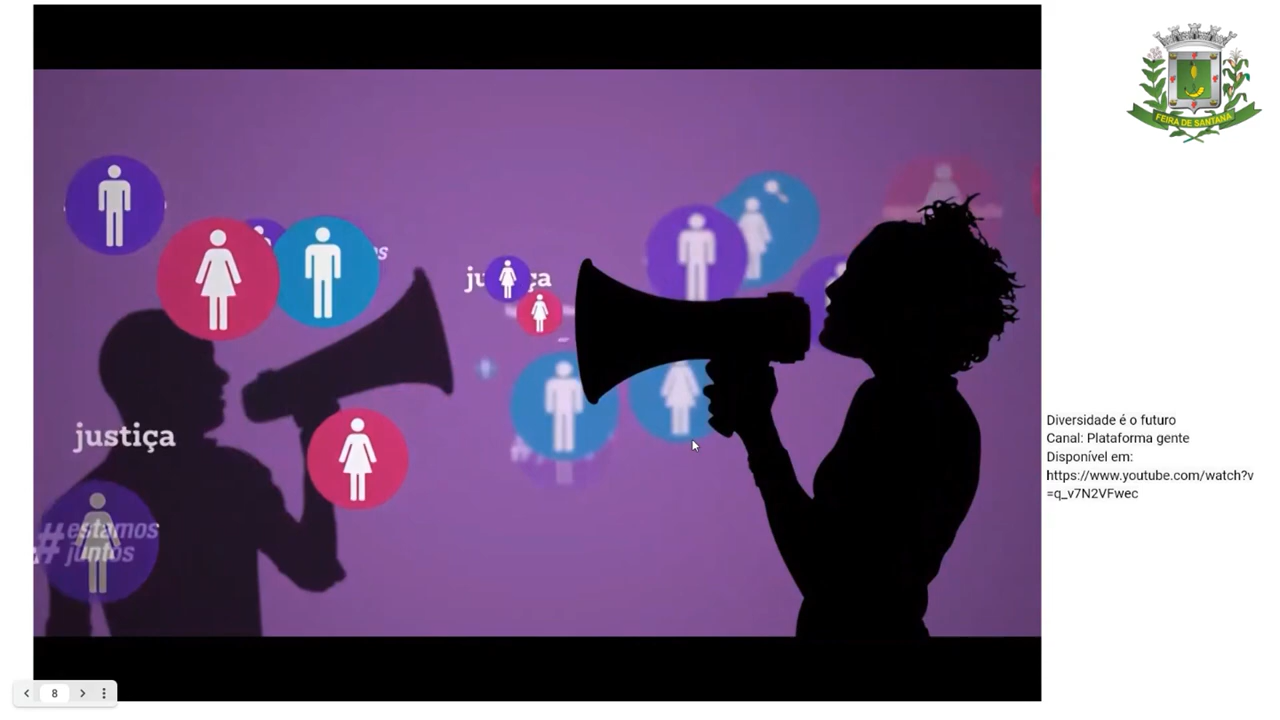 FEIRA DE SANTANA
justiça
justiça
#estamos
juntos
Diversidade é o futuro
Canal: Plataforma gente
Disponível em:
https://www.youtube.com/watch?v
=q_v7N2VFwec
8